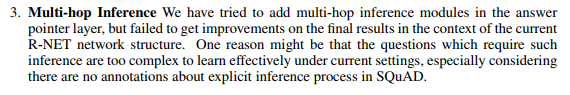 3. Multi-hop Inference We have tried to add multi-hop inference modules in the answer
pointer layer, but failed to get improvements on the final results in the context of the current
R-NET network structure. One reason might be that the questions which require such
inference are too complex to learn effectively under current settings, especially considering
there are no annotations about explicit inference process in SQuAD.